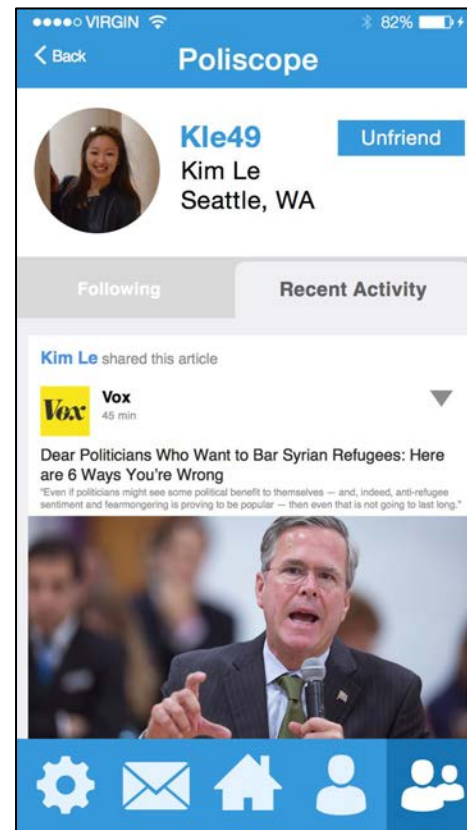 VIRGIN 82%
Back Poliscope
Kle49 Unfriend
Kim Le
Seattle, WA
Following Recent Activity
Kim Le shared this article
Vox Vox
45 min
Dear Politicians Who Want to Bar Syrian Refugees: Here
are 6 Ways You're Wrong
"Even if politicians might see some political benefit to themselves — and, indeed, anti-refugee
sentiment and fearmongering is proving to be popular — then even that is not going to last long."